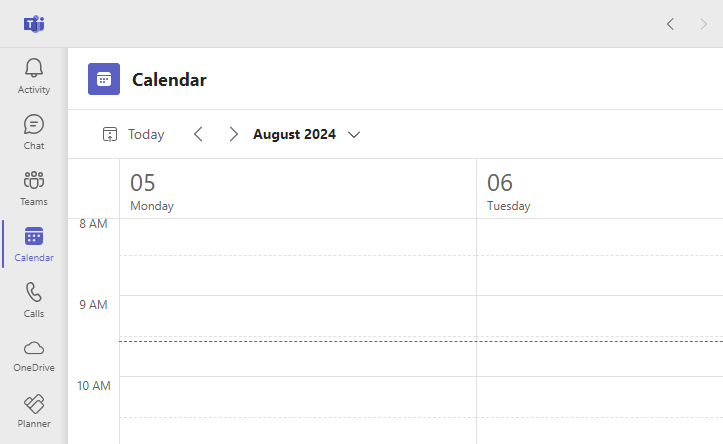 T
Activity
Chat
Teams
Calendar
Calls
OneDrive
Planner
Calendar
Today
August 2024
05
Monday
06
Tuesday
8 AM
9 AM
10 AM